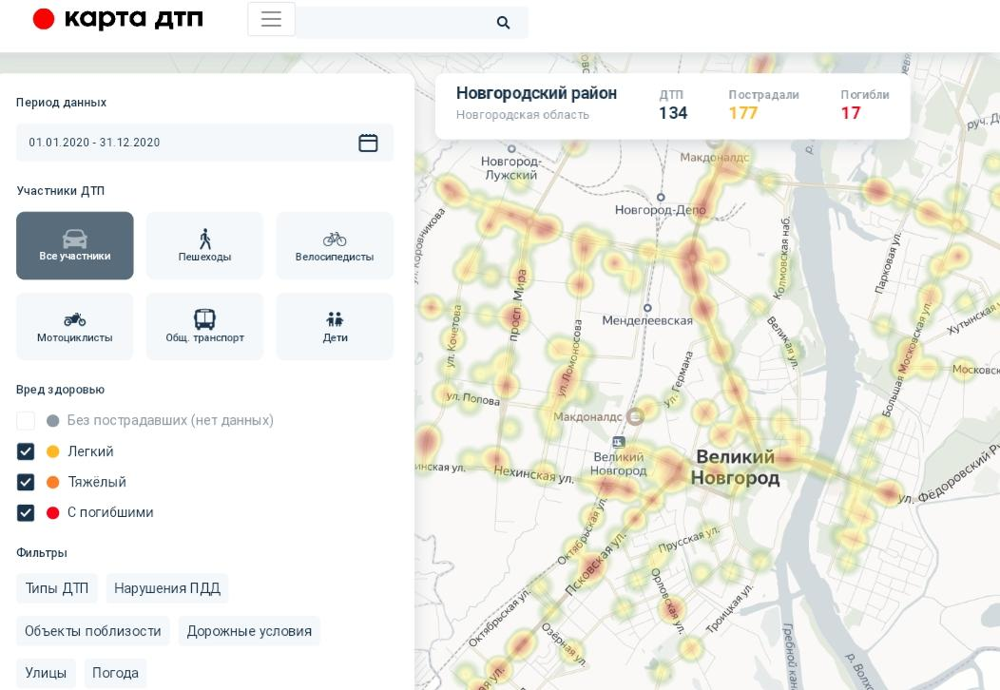 карта дтп
Период данных
01.01.2020 - 31.12.2020
Участники ДТП
Все участники
Пешеходы
Велосипедисты
Мотоциклисты
Общ. транспорт
Дети
Вред здоровью
Без пострадавших (нет данных)
Легкий
Тяжёлый
С погибшими
Фильтры
Типы ДТП
Нарушения ПДД
Объекты поблизости
Дорожные условия
Улицы
Погода
Новгородский район
Новгородская область
ДТП
134
Пострадали
177
Погибли
17
Новгород-
Лужский
Макдоналдс
Новгород-Депо
руч. Д
р.
ул. Коровникова
Колмовская наб.
Парковая ул.
просп. Мира
Менделеевская
ул. Кочетова
ул. Ломоносова
Великая ул.
Хутынская
Большая Московская ул.
Московск
ул. Германа
ул. Попова
Макдоналдс
Великий
Новгород
Великий
Новгород
инская ул.
Нехинская ул.
ул. Фёдоровский Ру
Октябрьская ул.
Псковская ул.
Прусская ул.
Орловская ул.
Троицкая ул.
Октябрьская ул.
Озёрная ул.
Гребной кан
р. Волхо
ая ул.